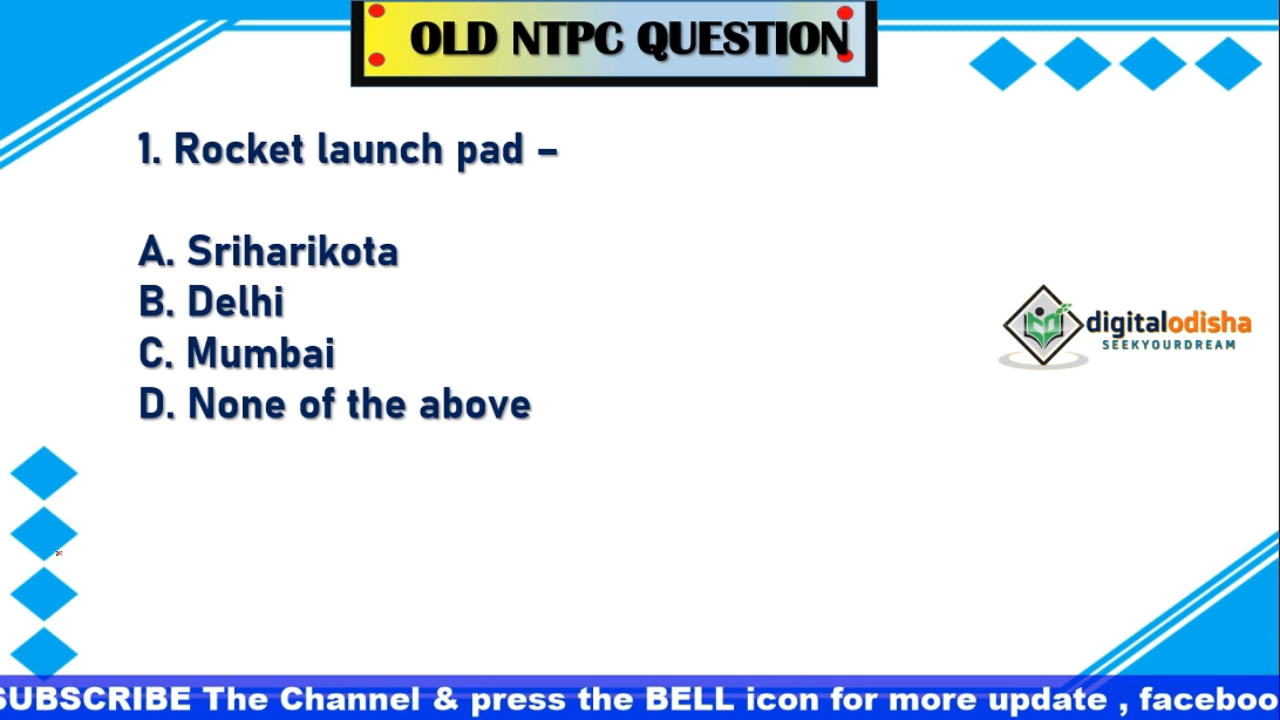 OLD NTPC QUESTION
1. Rocket launch pad –
A. Sriharikota
B. Delhi
C. Mumbai
D. None of the above
digitalodisha
SEEKYOURDREAM
SUBSCRIBE The Channel & press the BELL icon for more update , faceboo